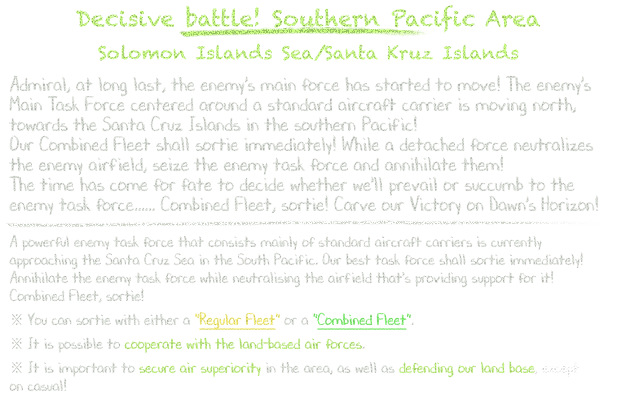 Decisive battle! Southern Pacific Area
Solomon Islands Sea/Santa Kruz Islands
Admiral, at long last, the enemy's main force has started to move! The enemy's
Main Task Force centered around a standard aircraft carrier is moving north,
towards the Santa Cruz Islands in the southern Pacific!
Our Combined Fleet shall sortie immediately! While a detached force neutralizes
the enemy airfield, seize the enemy task force and annihilate them!
The time has come for fate to decide whether we'll prevail or succumb to the
enemy task force...... Combined Fleet, sortie! Carve our Victory on Dawn's Horizon!
A powerful enemy task force that consists mainly of standard aircraft carriers is currently
approaching the Santa Cruz Sea in the South Pacific. Our best task force shall sortie immediately!
Annihilate the enemy task force while neutralising the airfield that's providing support for it!
Combined Fleet, sortie!
※ You can sortie with either a "Regular Fleet" or a "Combined Fleet".
※ It is possible to cooperate with the land-based air forces.
※ It is important to secure air superiority in the area, as well as defending our land base, except
on casual!